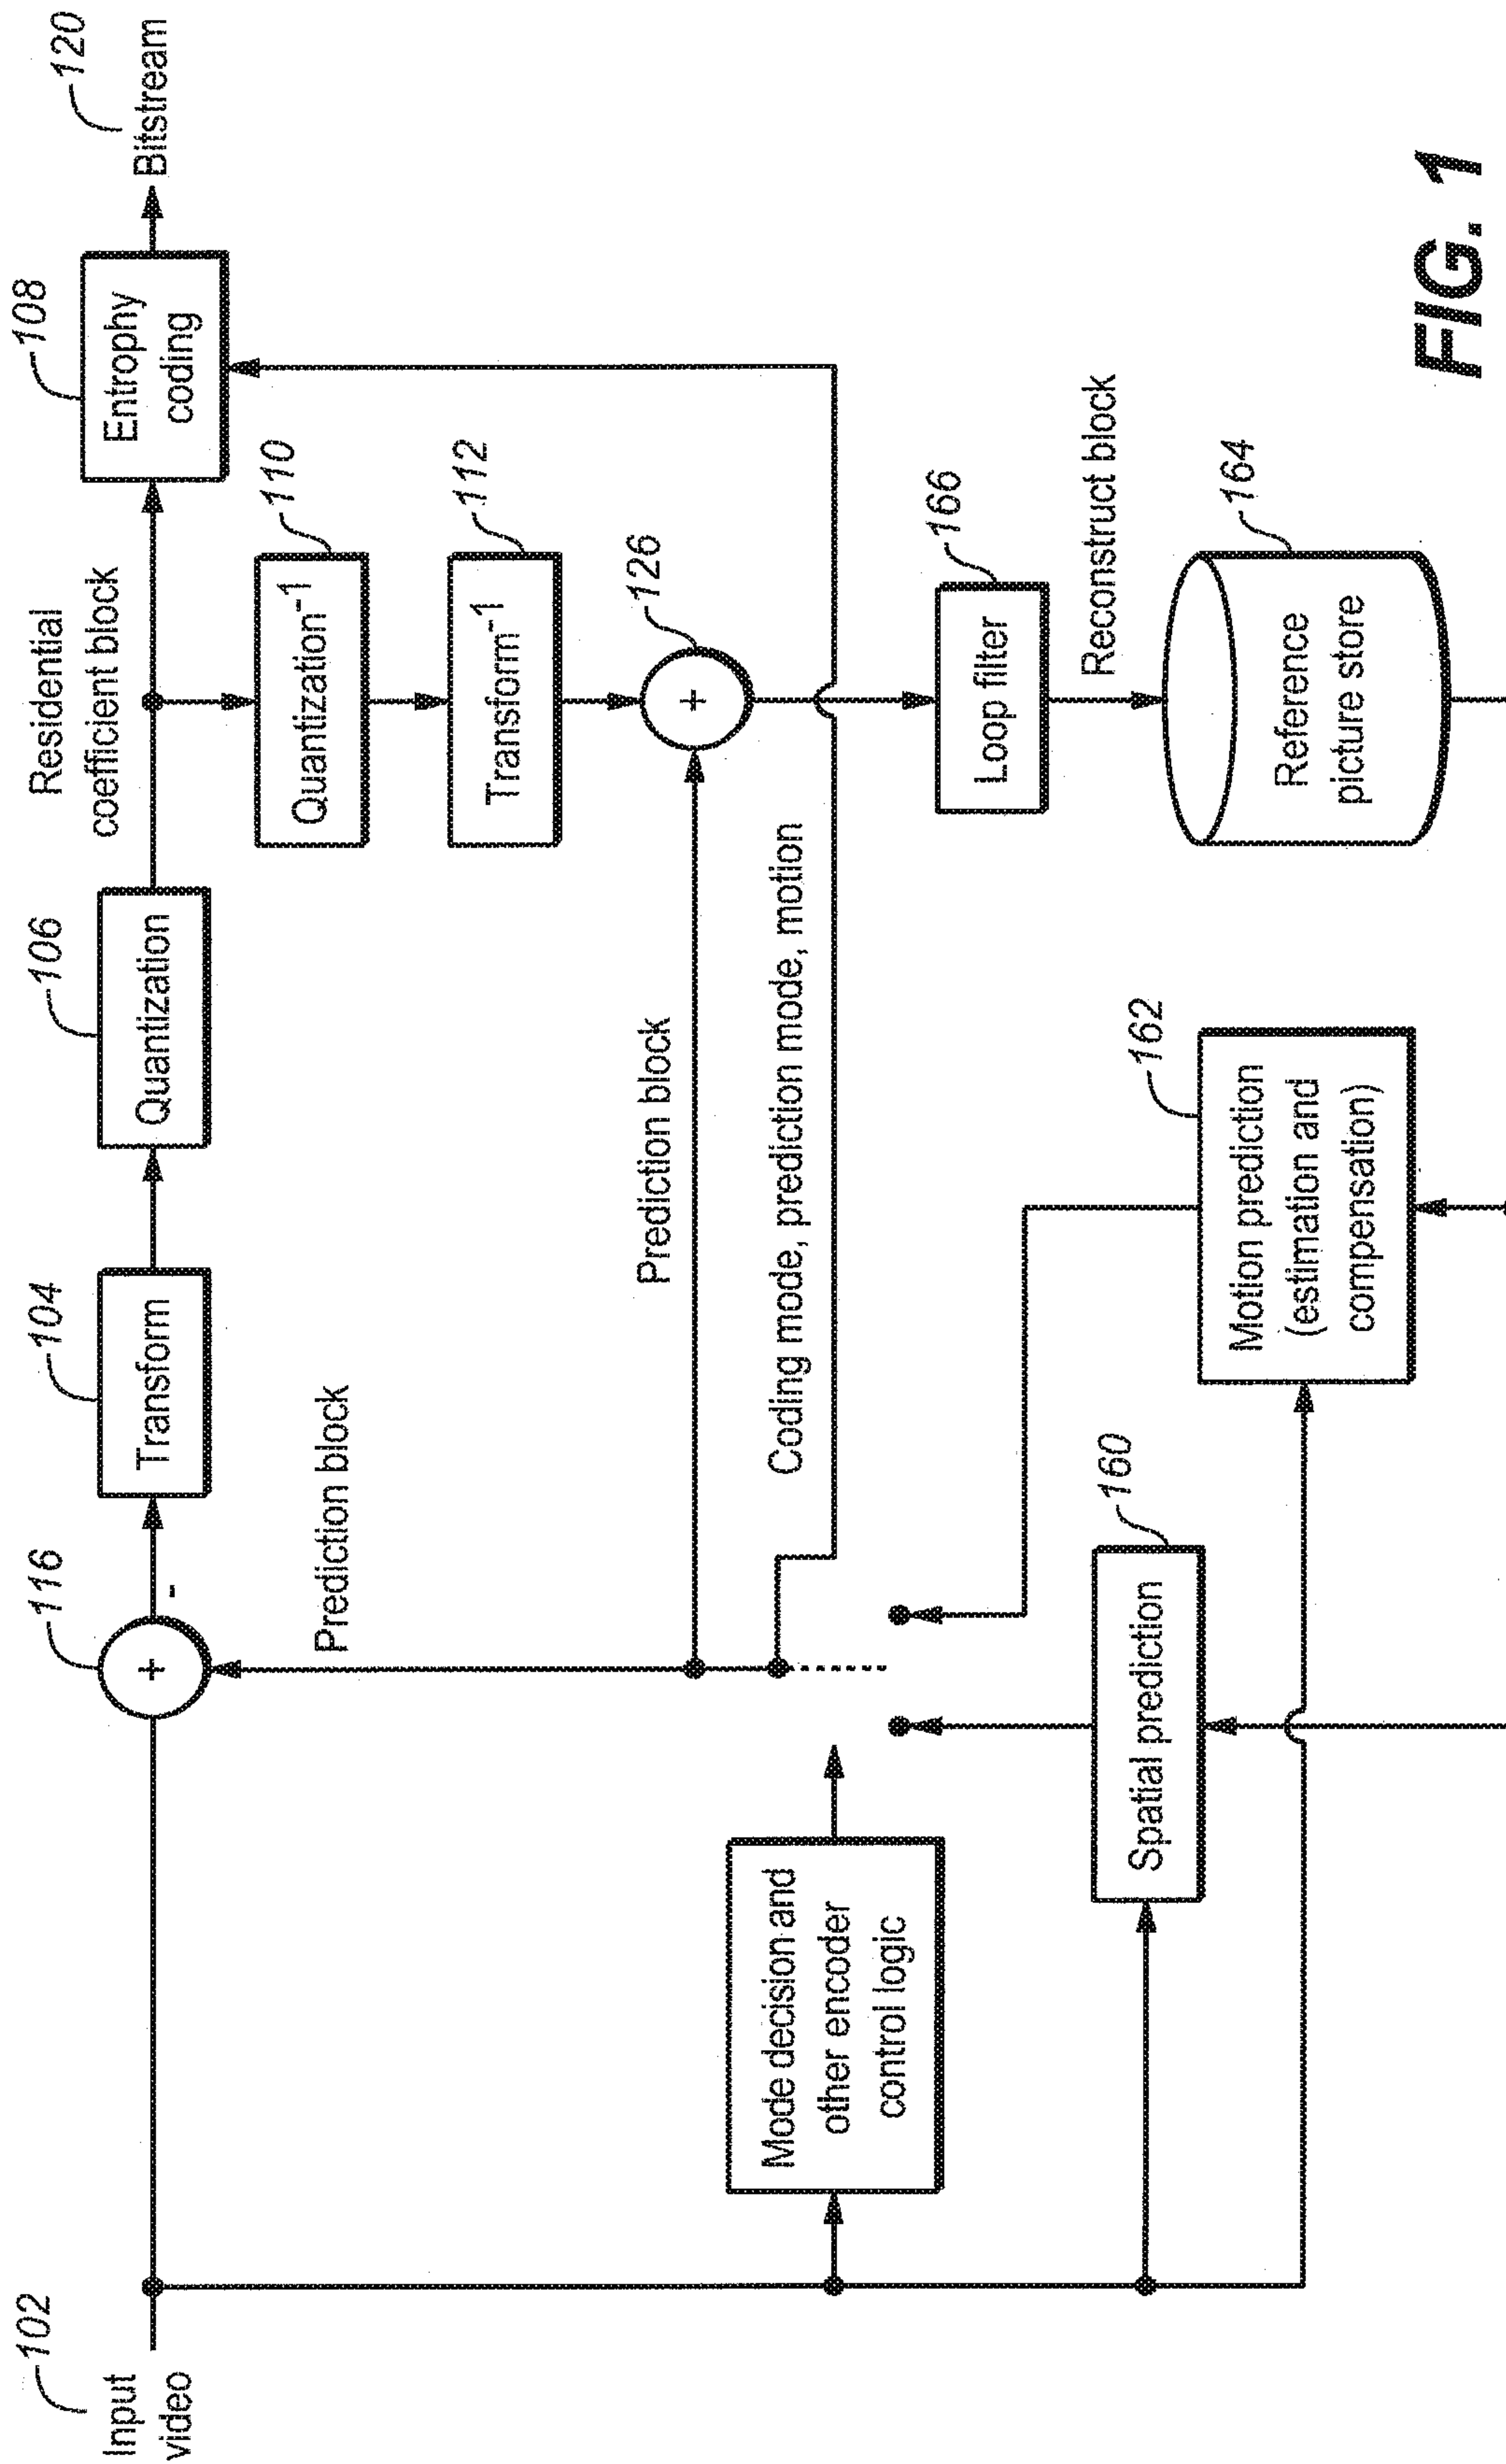 102
Input
video
116
+
-
104
Transform
106
Quantization
Residential
coefficient block
108
Entrophy
coding
120
Bitstream
110
Quantization⁻¹
112
Transform⁻¹
126
+
Prediction block
Prediction block
Coding mode, prediction mode, motion
Mode decision and
other encoder
control logic
160
Spatial prediction
162
Motion prediction
(estimation and
compensation)
166
Loop filter
Reconstruct block
164
Reference
picture store
FIG. 1